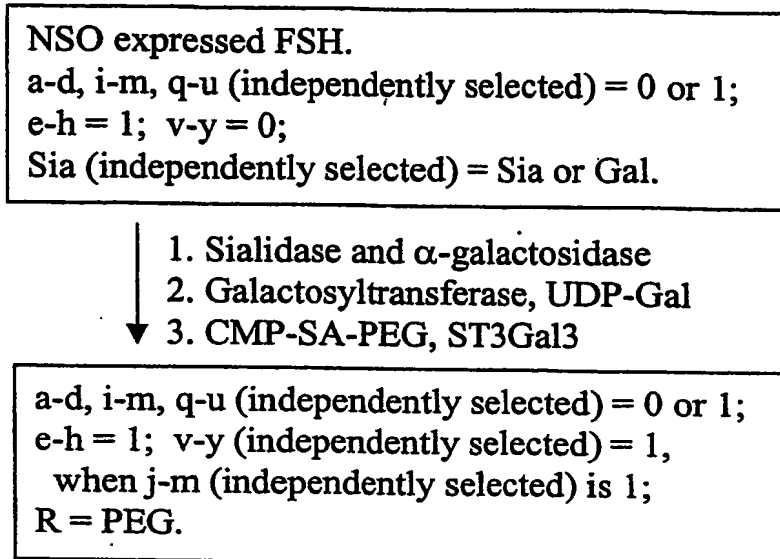 NSO expressed FSH.
a-d, i-m, q-u (independently selected) = 0 or 1;
e-h = 1; v-y = 0;
Sia (independently selected) = Sia or Gal.
1. Sialidase and α-galactosidase
2. Galactosyltransferase, UDP-Gal
3. CMP-SA-PEG, ST3Gal3
a-d, i-m, q-u (independently selected) = 0 or 1;
e-h = 1; v-y (independently selected) = 1,
when j-m (independently selected) is 1;
R = PEG.